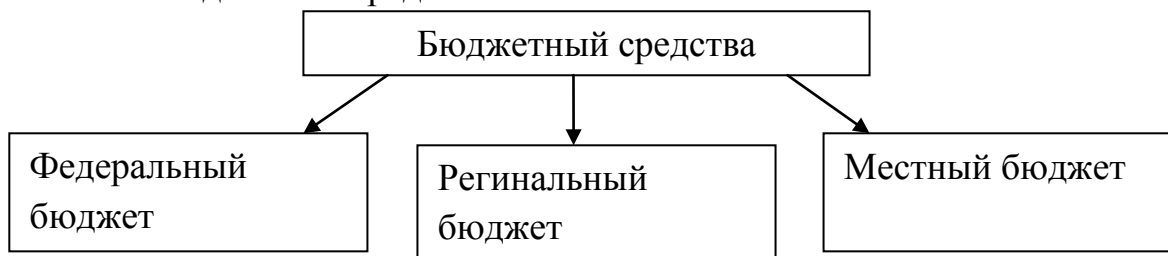 Бюджетный средства
Федеральный
бюджет
Регинальный
бюджет
Местный бюджет